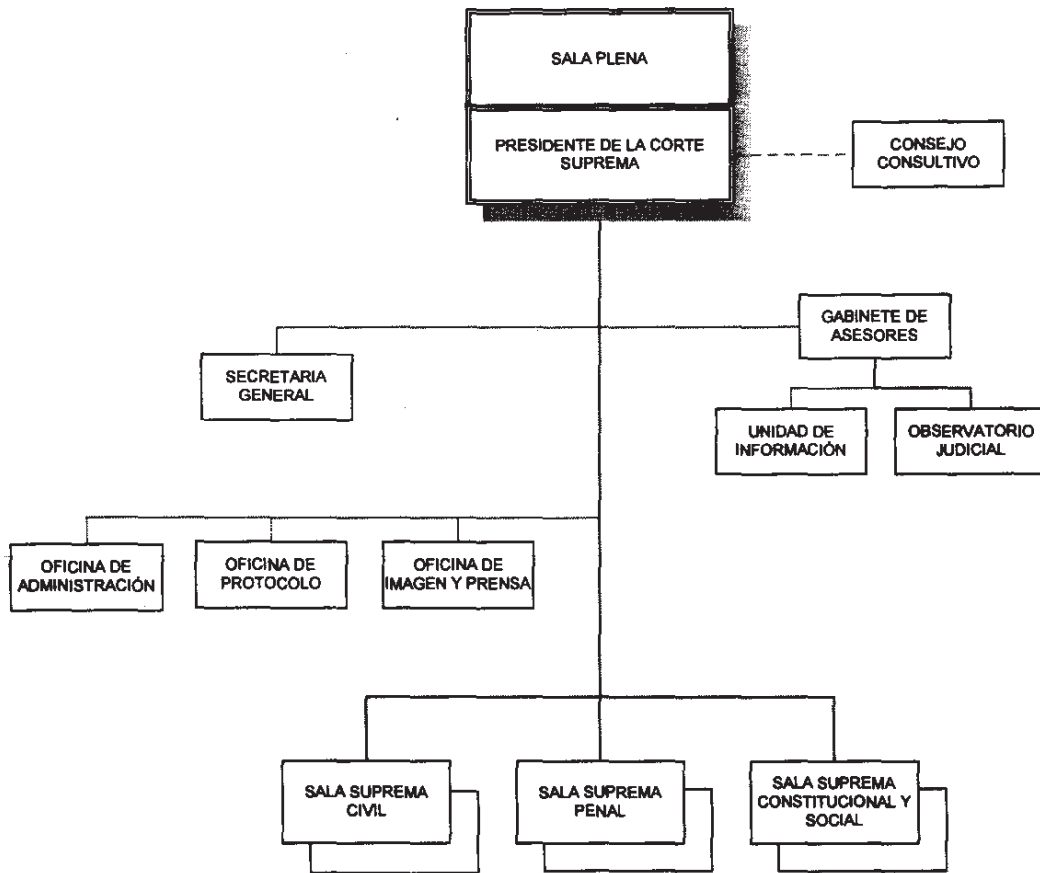 SALA PLENA
PRESIDENTE DE LA CORTE
SUPREMA
CONSEJO
CONSULTIVO
GABINETE DE
ASESORES
SECRETARIA
GENERAL
UNIDAD DE
INFORMACIÓN
OBSERVATORIO
JUDICIAL
OFICINA DE
ADMINISTRACIÓN
OFICINA DE
PROTOCOLO
OFICINA DE
IMAGEN Y PRENSA
SALA SUPREMA
CIVIL
SALA SUPREMA
PENAL
SALA SUPREMA
CONSTITUCIONAL Y
SOCIAL